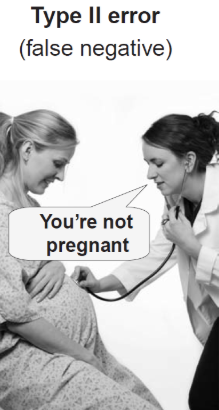 Type II error
(false negative)
You're not
pregnant